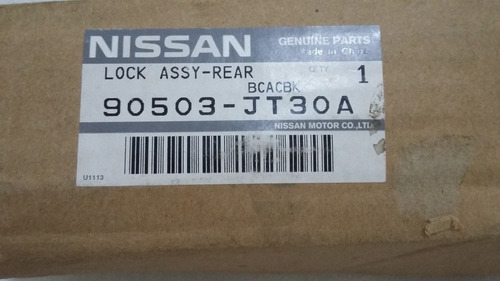 NISSAN
GENUINE PARTS
Made in China
LOCK ASSY-REAR
QTY
1
BCACBK
90503-JT30A
NISSAN MOTOR CO.,LTD
U1113